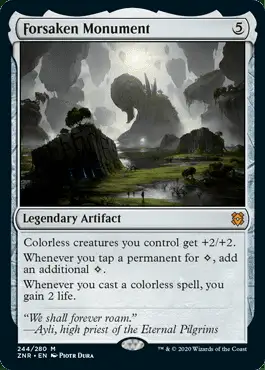 Forsaken Monument 5
Legendary Artifact
Colorless creatures you control get +2/+2.
Whenever you tap a permanent for ◇, add
an additional ◇.
Whenever you cast a colorless spell, you
gain 2 life.
“We shall forever roam.”
—Ayli, high priest of the Eternal Pilgrims
244/280 M
ZNR • EN Piotr Dura
™ & © 2020 Wizards of the Coast